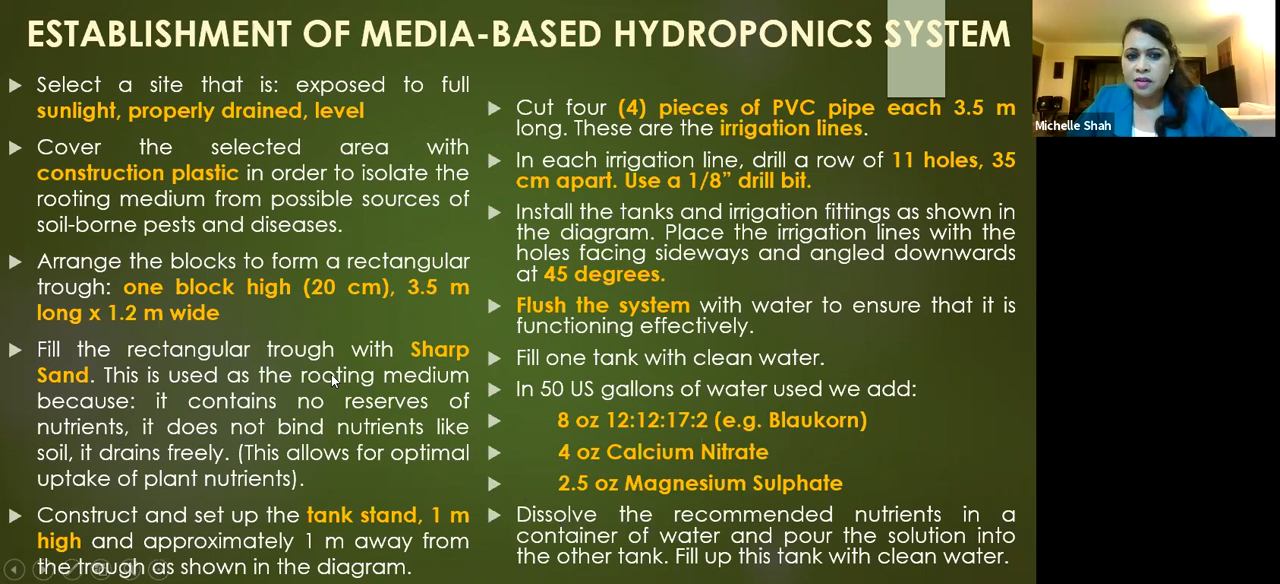 ESTABLISHMENT OF MEDIA-BASED HYDROPONICS SYSTEM
Select a site that is: exposed to full
sunlight, properly drained, level
Cover the selected area with
construction plastic in order to isolate the
rooting medium from possible sources of
soil-borne pests and diseases.
Arrange the blocks to form a rectangular
trough: one block high (20 cm), 3.5 m
long x 1.2 m wide
Fill the rectangular trough with Sharp
Sand. This is used as the rooting medium
because: it contains no reserves of
nutrients, it does not bind nutrients like
soil, it drains freely. (This allows for optimal
uptake of plant nutrients).
Construct and set up the tank stand, 1 m
high and approximately 1 m away from
the trough as shown in the diagram.
Cut four (4) pieces of PVC pipe each 3.5 m
long. These are the irrigation lines.
In each irrigation line, drill a row of 11 holes, 35
cm apart. Use a 1/8” drill bit.
Install the tanks and irrigation fittings as shown in
the diagram. Place the irrigation lines with the
holes facing sideways and angled downwards
at 45 degrees.
Flush the system with water to ensure that it is
functioning effectively.
Fill one tank with clean water.
In 50 US gallons of water used we add:
8 oz 12:12:17:2 (e.g. Blaukorn)
4 oz Calcium Nitrate
2.5 oz Magnesium Sulphate
Dissolve the recommended nutrients in a
container of water and pour the solution into
the other tank. Fill up this tank with clean water.
Michelle Shah